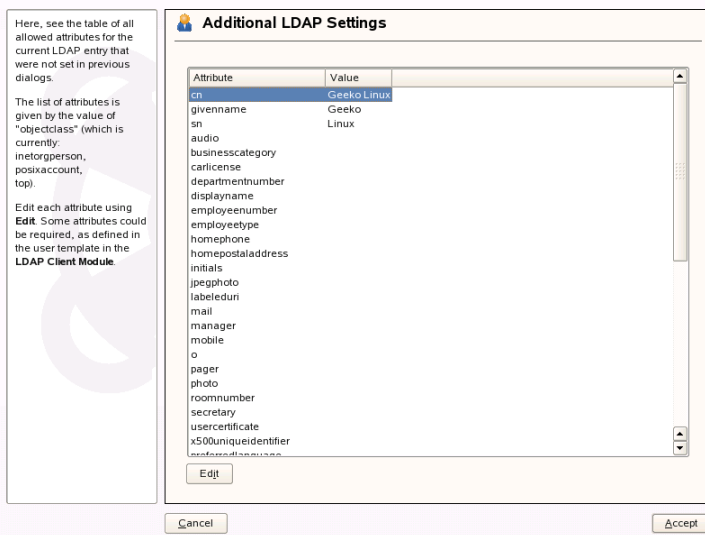 Here, see the table of all
allowed attributes for the
current LDAP entry that
were not set in previous
dialogs.
The list of attributes is
given by the value of
"objectclass" (which is
currently:
inetorgperson,
posixaccount,
top).
Edit each attribute using
Edit. Some attributes could
be required, as defined in
the user template in the
LDAP Client Module.
Additional LDAP Settings
Attribute Value
cn Geeko Linux
givenname Geeko
sn Linux
audio
businesscategory
carlicense
departmentnumber
displayname
employeenumber
employeetype
homephone
homepostaladdress
initials
jpegphoto
labeleduri
mail
manager
mobile
o
pager
photo
roomnumber
secretary
usercertificate
x500uniqueidentifier
preferredlanguage
Edit
Cancel Accept